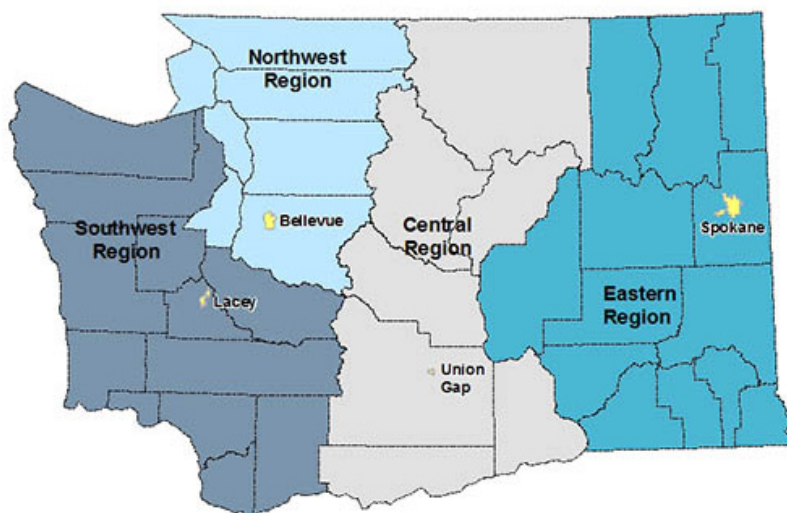 Northwest
Region
Bellevue
Southwest
Region
Lacey
Central
Region
Union
Gap
Spokane
Eastern
Region